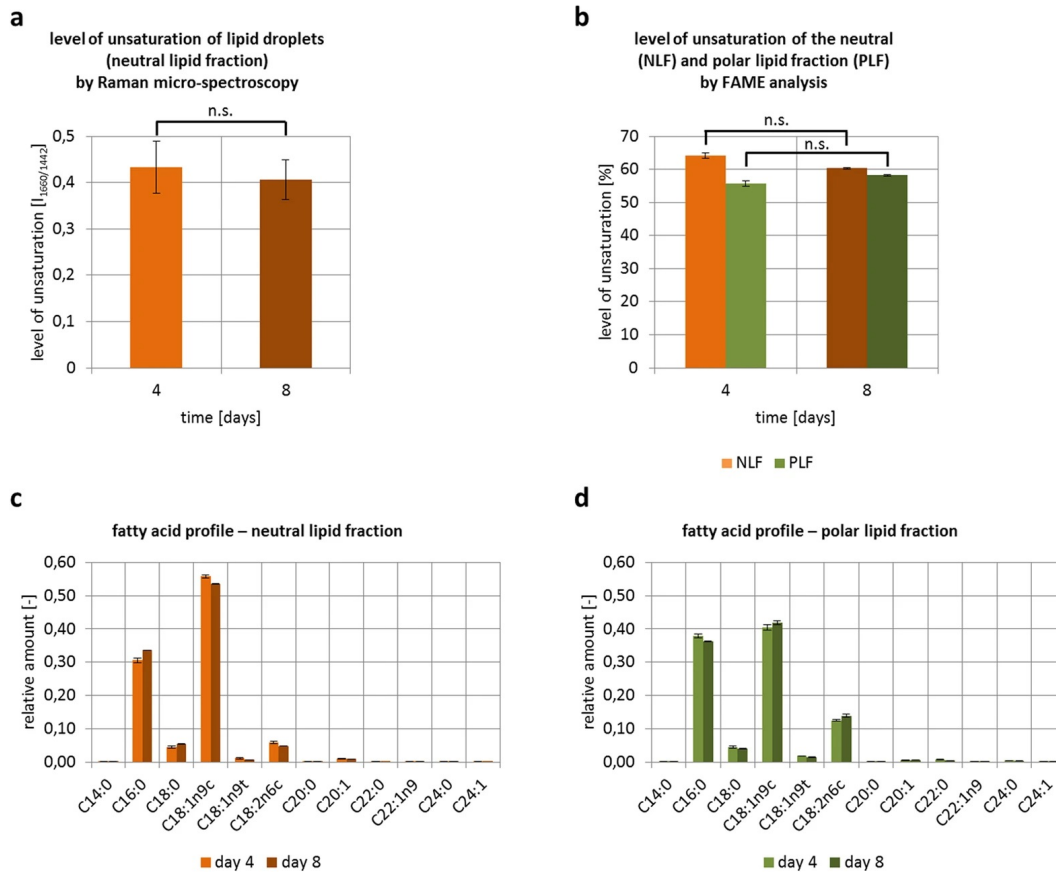 a
level of unsaturation of lipid droplets
(neutral lipid fraction)
by Raman micro-spectroscopy
n.s.
level of unsaturation [I1660/1442]
0,5
0,4
0,3
0,2
0,1
0
4 8
time [days]
b
level of unsaturation of the neutral
(NLF) and polar lipid fraction (PLF)
by FAME analysis
n.s.
n.s.
level of unsaturation [%]
70
60
50
40
30
20
10
0
4 8
time [days]
NLF PLF
c
fatty acid profile – neutral lipid fraction
relative amount [-]
0,60
0,50
0,40
0,30
0,20
0,10
0,00
C14:0 C16:0 C18:0 C18:1n9c C18:1n9t C18:2n6c C20:0 C20:1 C22:0 C22:1n9 C24:0 C24:1
day 4 day 8
d
fatty acid profile – polar lipid fraction
relative amount [-]
0,60
0,50
0,40
0,30
0,20
0,10
0,00
C14:0 C16:0 C18:0 C18:1n9c C18:1n9t C18:2n6c C20:0 C20:1 C22:0 C22:1n9 C24:0 C24:1
day 4 day 8